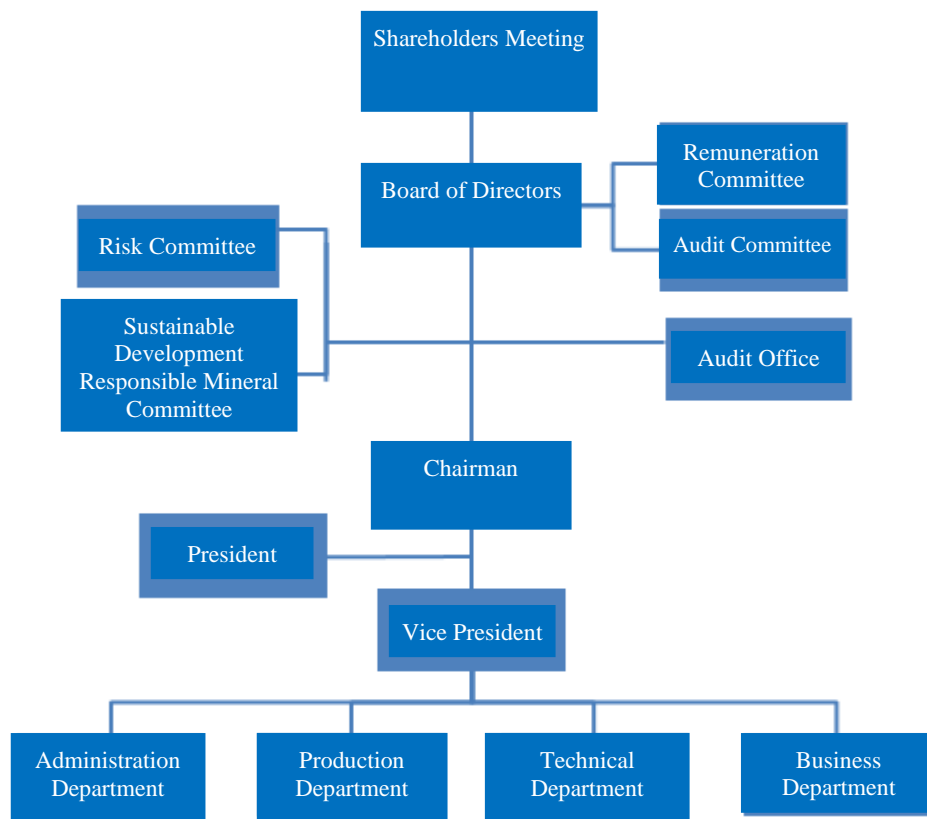 Shareholders Meeting
Board of Directors
Remuneration
Committee
Audit Committee
Risk Committee
Sustainable
Development
Responsible Mineral
Committee
Audit Office
Chairman
President
Vice President
Administration
Department
Production
Department
Technical
Department
Business
Department